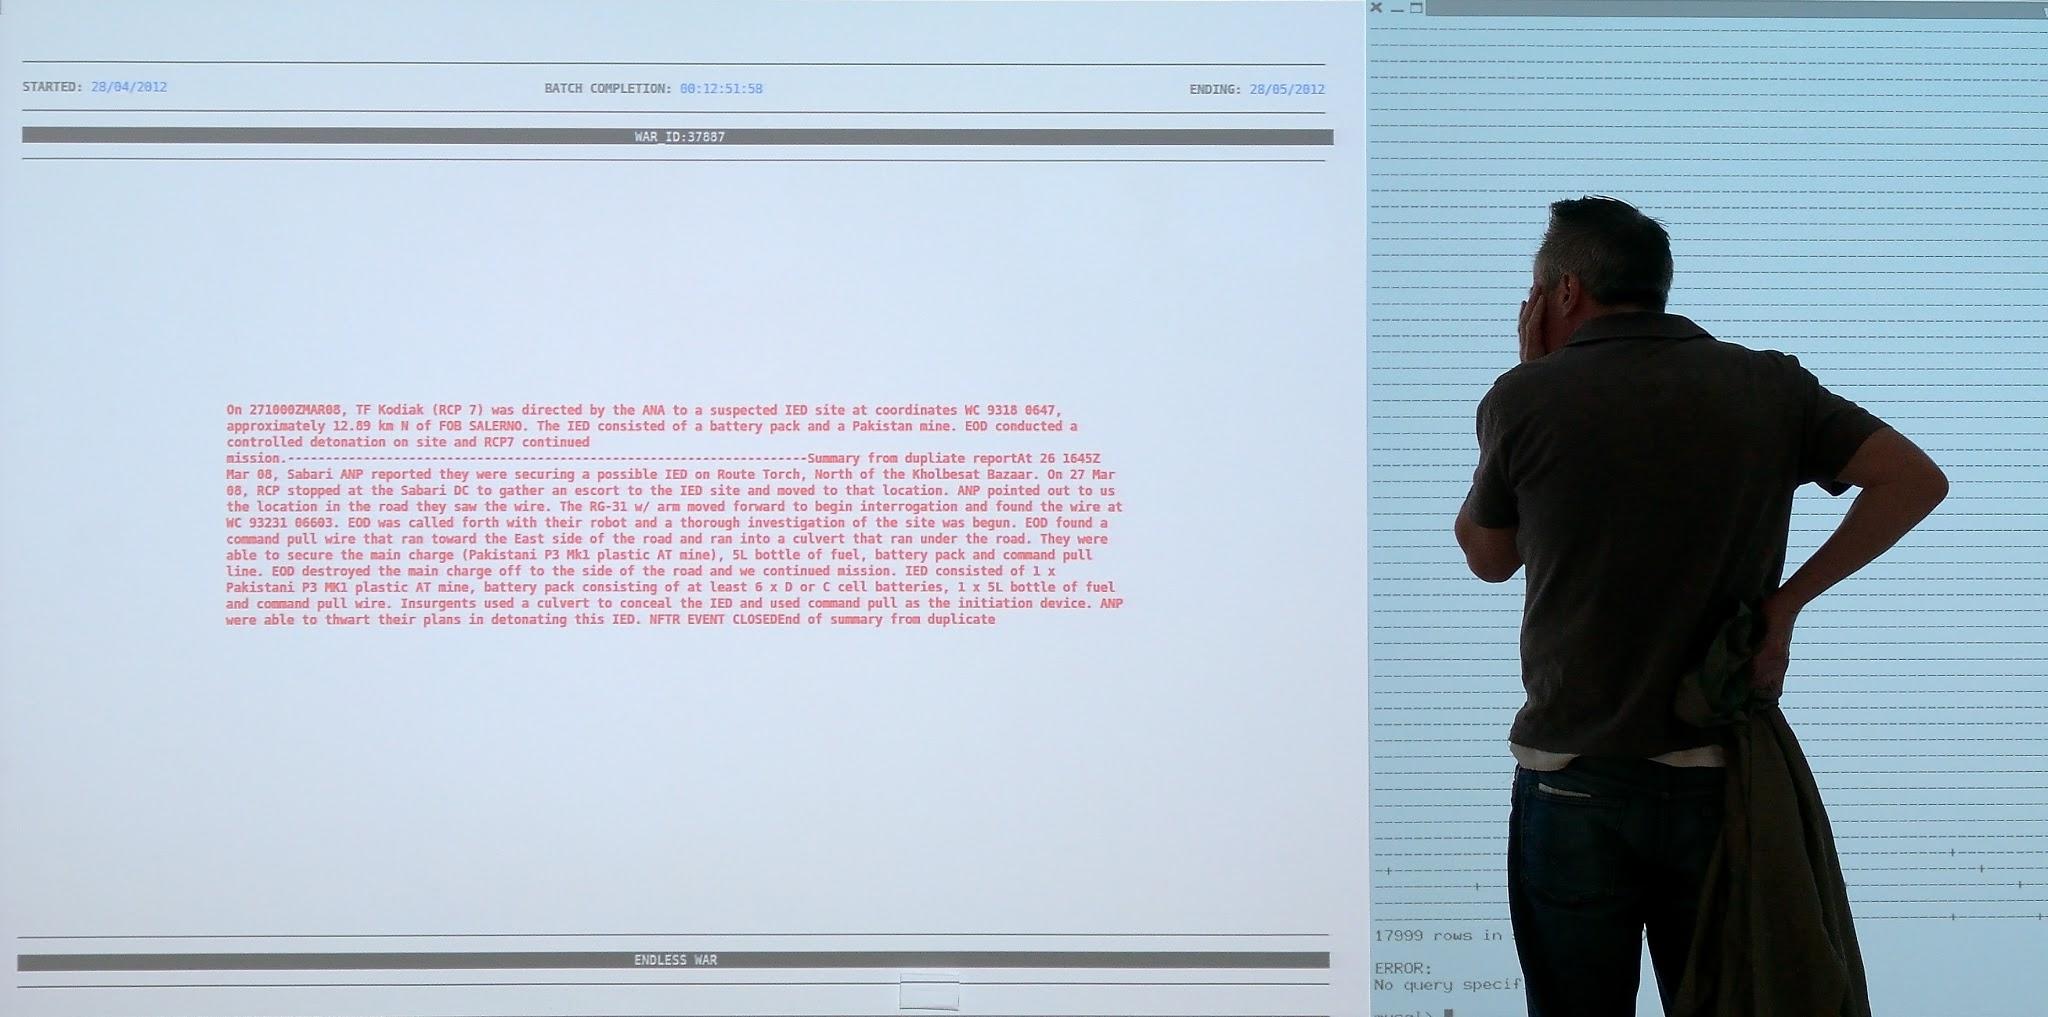 STARTED: 28/04/2012
BATCH COMPLETION: 00:12:51:58
ENDING: 28/05/2012
WAR_ID:37887
On 271000ZMAR08, TF Kodiak (RCP 7) was directed by the ANA to a suspected IED site at coordinates WC 9318 0647,
approximately 12.89 km N of FOB SALERNO. The IED consisted of a battery pack and a Pakistan mine. EOD conducted a
controlled detonation on site and RCP7 continued
mission.---------------------------------------------------------------------Summary from dupliate reportAt 26 1645Z
Mar 08, Sabari ANP reported they were securing a possible IED on Route Torch, North of the Kholbesat Bazaar. On 27 Mar
08, RCP stopped at the Sabari DC to gather an escort to the IED site and moved to that location. ANP pointed out to us
the location in the road they saw the wire. The RG-31 w/ arm moved forward to begin interrogation and found the wire at
WC 93231 06603. EOD was called forth with their robot and a thorough investigation of the site was begun. EOD found a
command pull wire that ran toward the East side of the road and ran into a culvert that ran under the road. They were
able to secure the main charge (Pakistani P3 Mk1 plastic AT mine), 5L bottle of fuel, battery pack and command pull
line. EOD destroyed the main charge off to the side of the road and we continued mission. IED consisted of 1 x
Pakistani P3 MK1 plastic AT mine, battery pack consisting of at least 6 x D or C cell batteries, 1 x 5L bottle of fuel
and command pull wire. Insurgents used a culvert to conceal the IED and used command pull as the initiation device. ANP
were able to thwart their plans in detonating this IED. NFTR EVENT CLOSEDEnd of summary from duplicate
ENDLESS WAR
17999 rows in
ERROR:
No query specif
mysql>